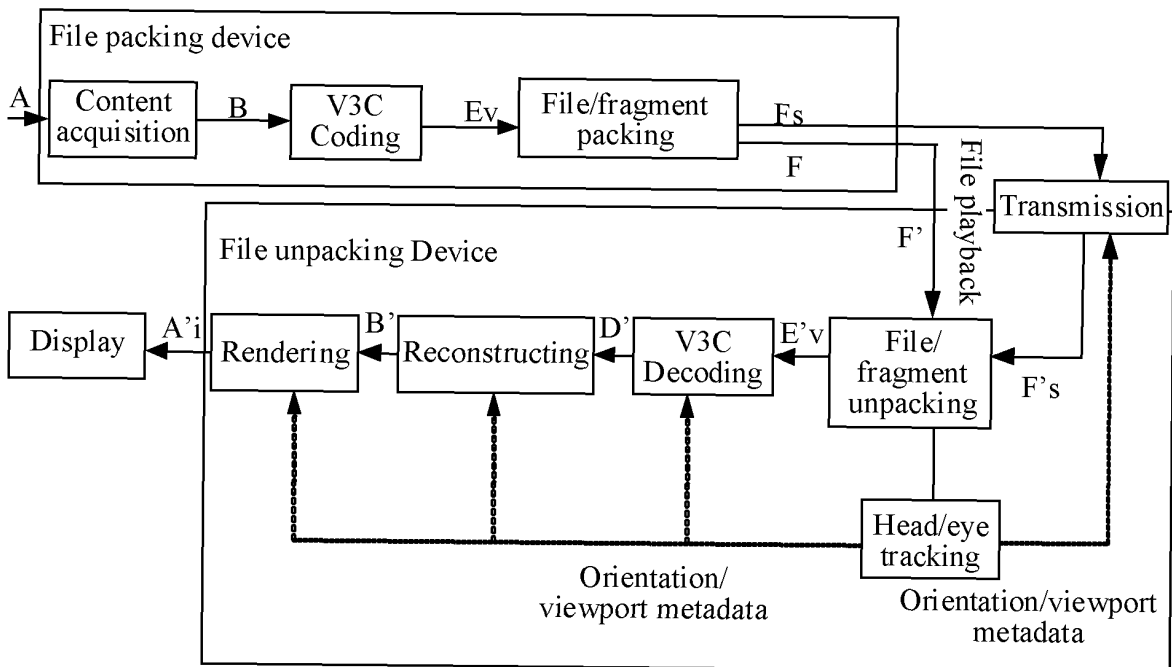 File packing device
A
Content
acquisition
B
V3C
Coding
Ev
File/fragment
packing
Fs
F
File playback
Transmission
F'
File unpacking Device
Display
A'i
Rendering
B'
Reconstructing
D'
V3C
Decoding
E'v
File/
fragment
unpacking
F's
Head/eye
tracking
Orientation/
viewport metadata
Orientation/viewport
metadata